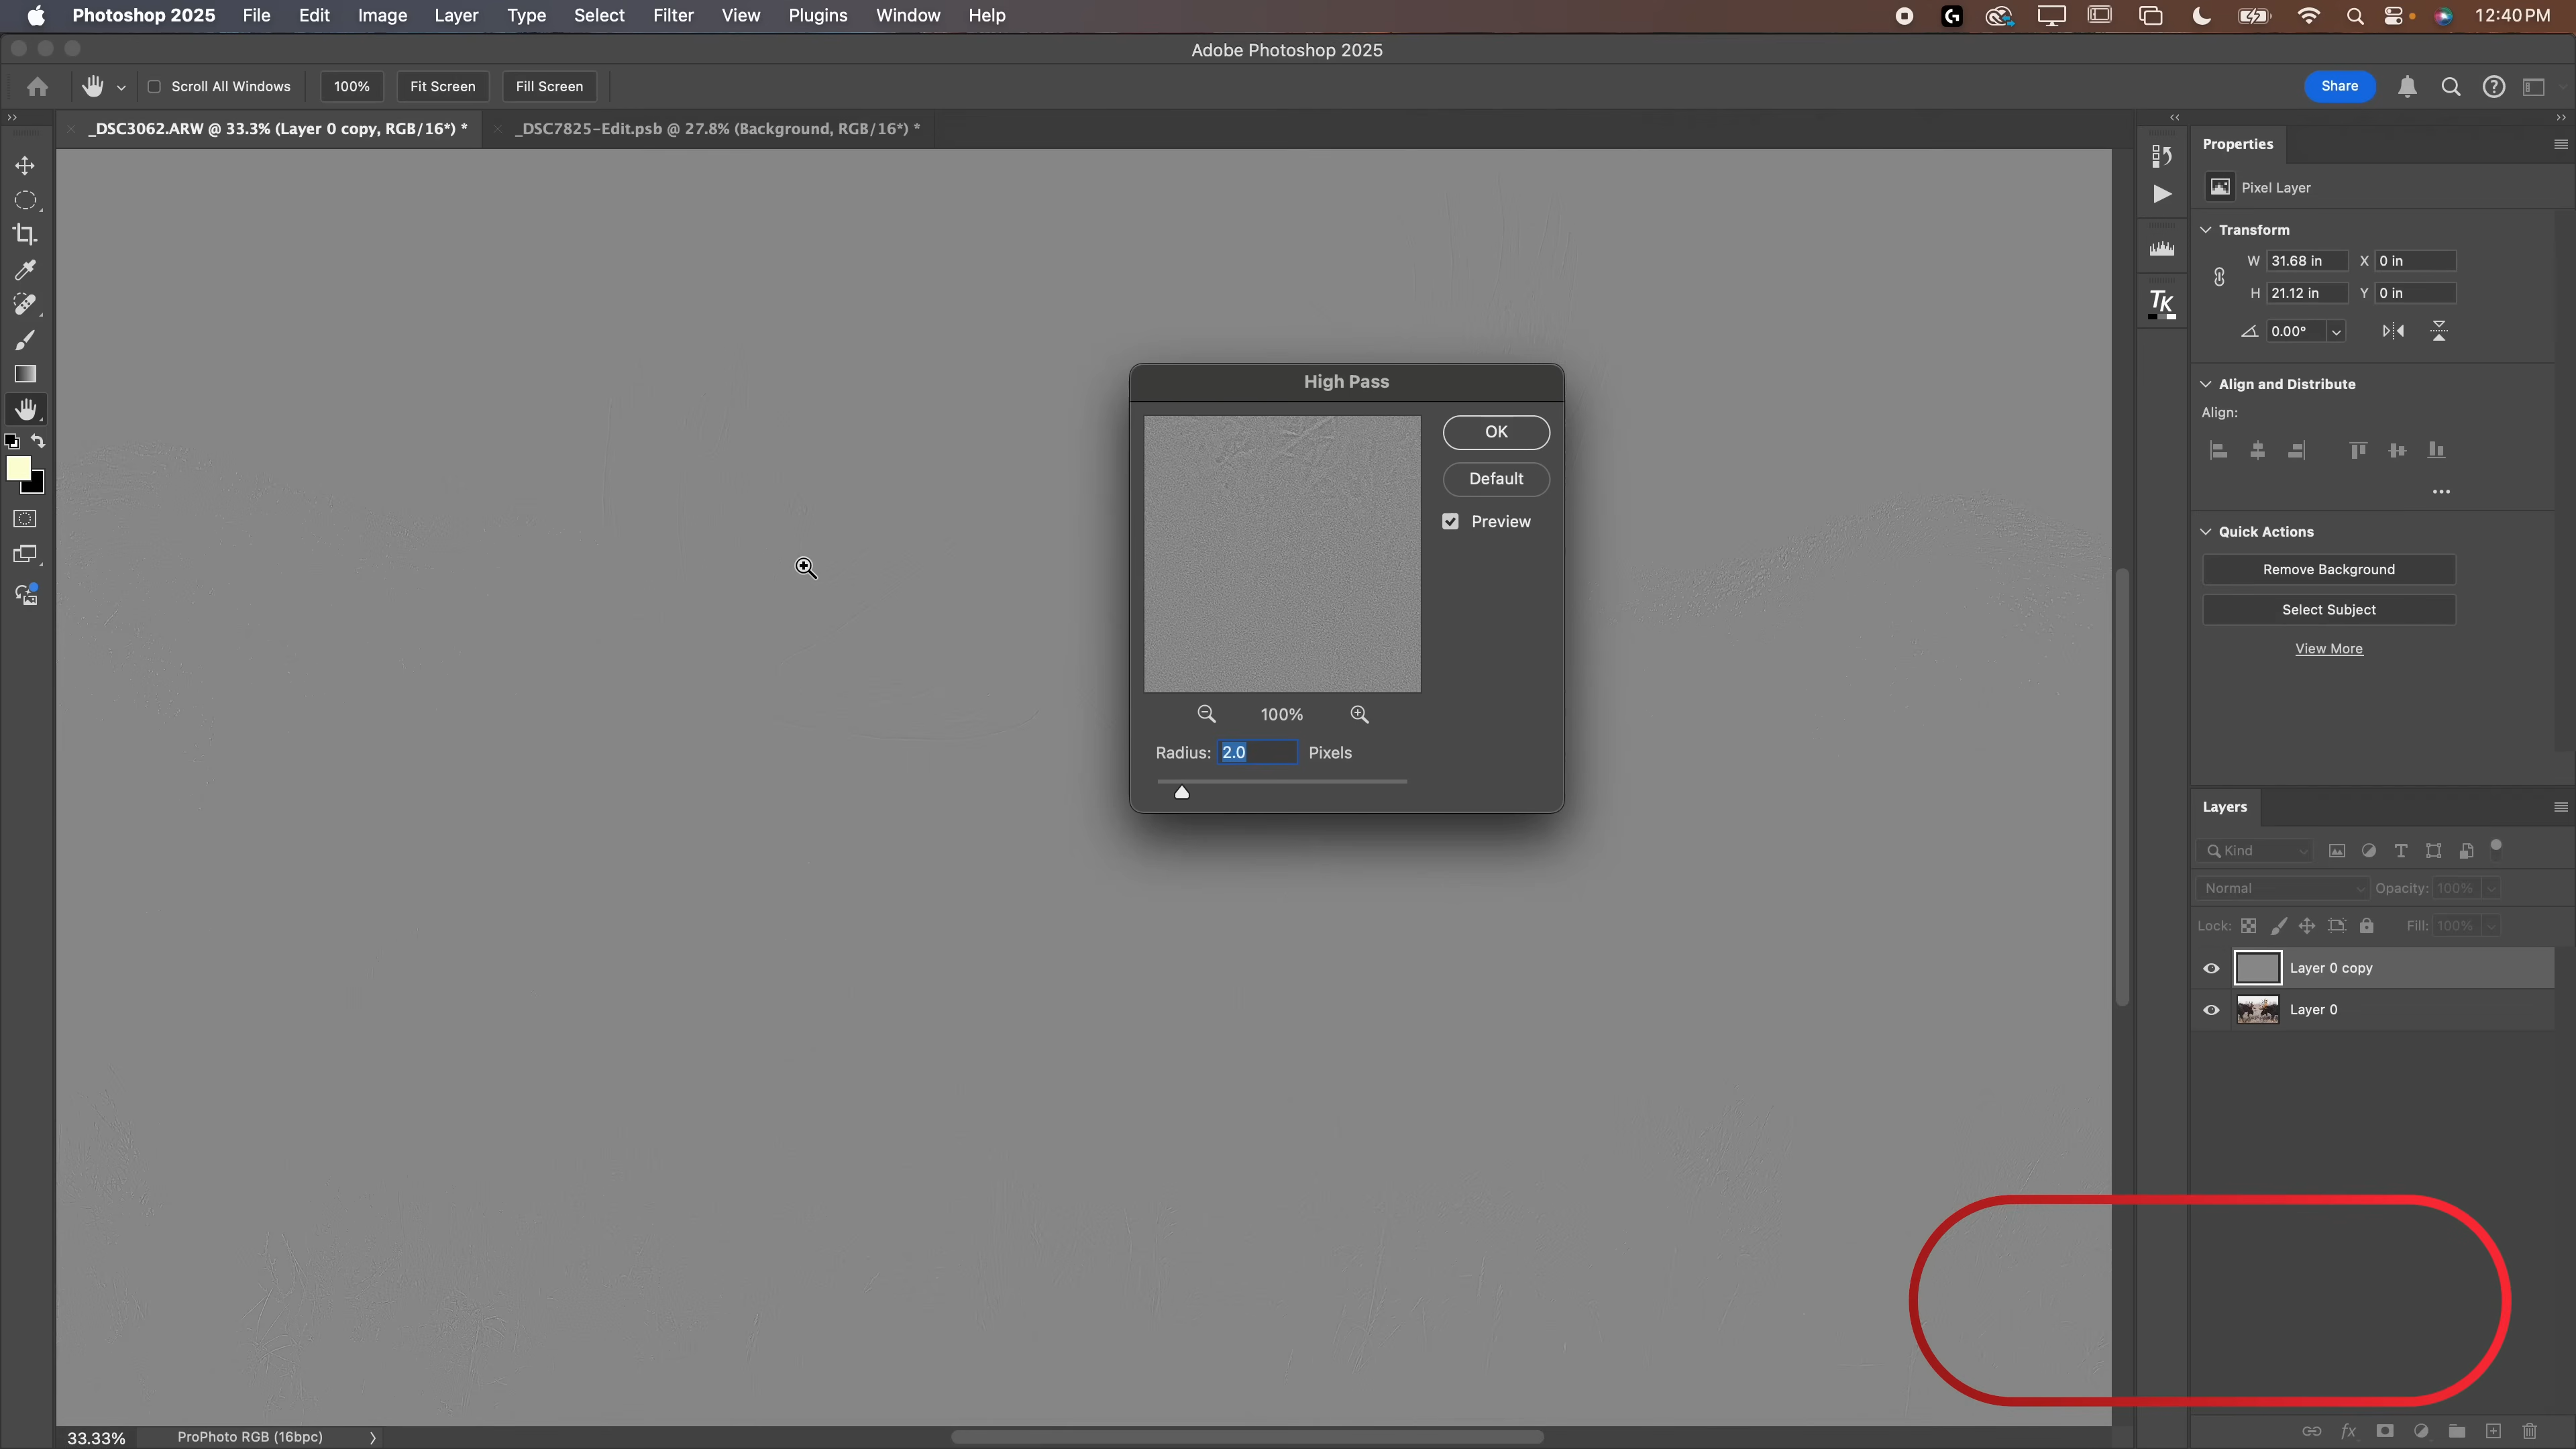 Photoshop 2025 File Edit Image Layer Type Select Filter View Plugins Window Help 12:40 PM
Adobe Photoshop 2025
Scroll All Windows 100% Fit Screen Fill Screen Share
_DSC3062.ARW @ 33.3% (Layer 0 copy, RGB/16*) * _DSC7825-Edit.psb @ 27.8% (Background, RGB/16*) *
Properties
Pixel Layer
Transform
W 31.68 in X 0 in
H 21.12 in Y 0 in
0.00°
Align and Distribute
Align:
Quick Actions
Remove Background
Select Subject
View More
TK
High Pass
OK
Default
Preview
100%
Radius: 2.0 Pixels
Layers
Kind
Normal Opacity: 100%
Lock: Fill: 100%
Layer 0 copy
Layer 0
33.33% ProPhoto RGB (16bpc)